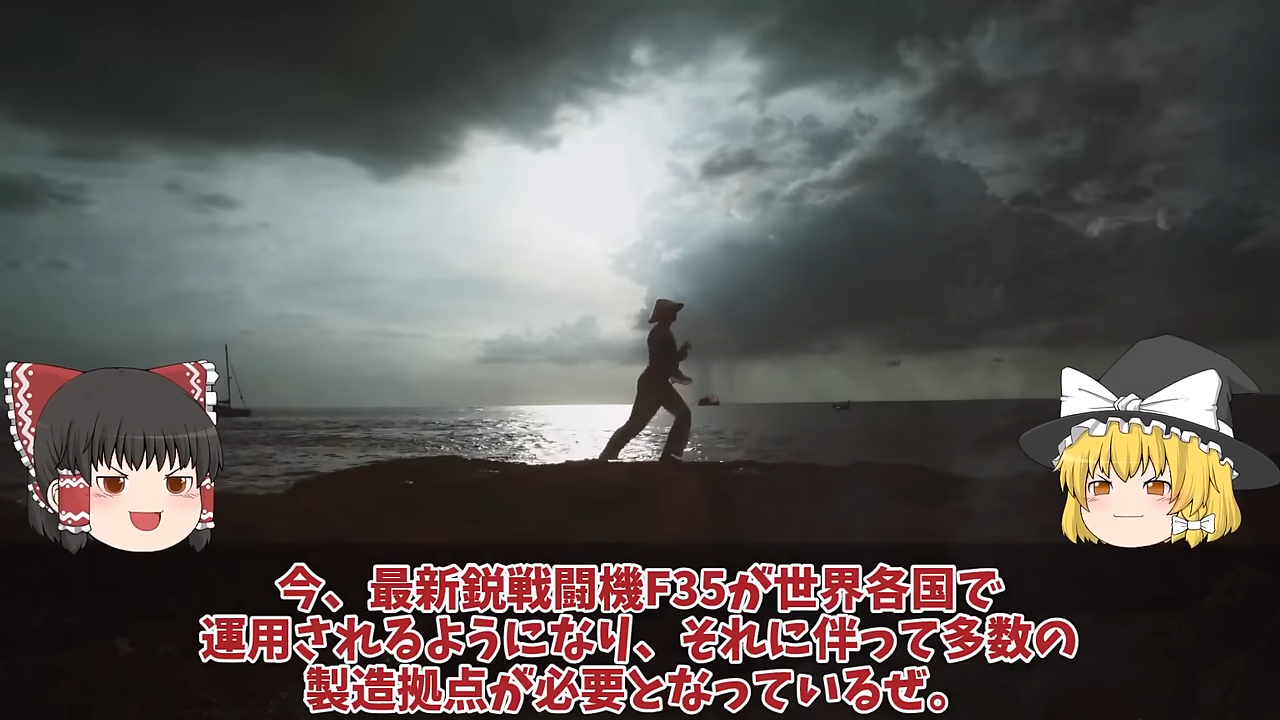 今、最新鋭戦闘機F35が世界各国で
運用されるようになり、それに伴って多数の
製造拠点が必要となっているぜ。